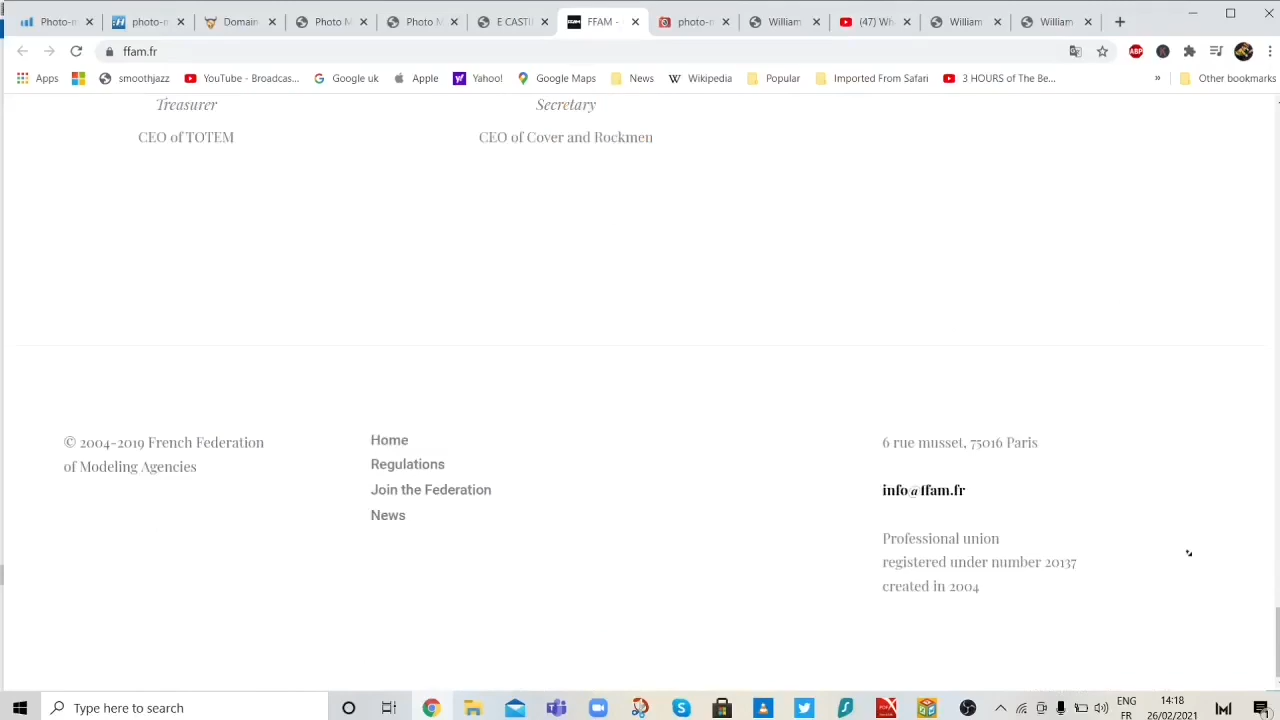 Photo M
Photo m
Domain
Photo N
Photo m
E CASTI
FFAM -
photo-m
William
(47) Wh
William
William
ffam.fr
Apps
smoothjazz
YouTube - Broadcas...
Google uk
Apple
Yahoo!
Google Maps
News
Wikipedia
Popular
Imported From Safari
3 HOURS of The Be...
»
Other bookmarks
Treasurer
Secretary
CEO of TOTEM
CEO of Cover and Rockmen
© 2004-2019 French Federation
of Modeling Agencies
Home
Regulations
Join the Federation
News
6 rue musset, 75016 Paris
info@ffam.fr
Professional union
registered under number 20137
created in 2004
Type here to search
ENG
FR
14:18
26/02/2021